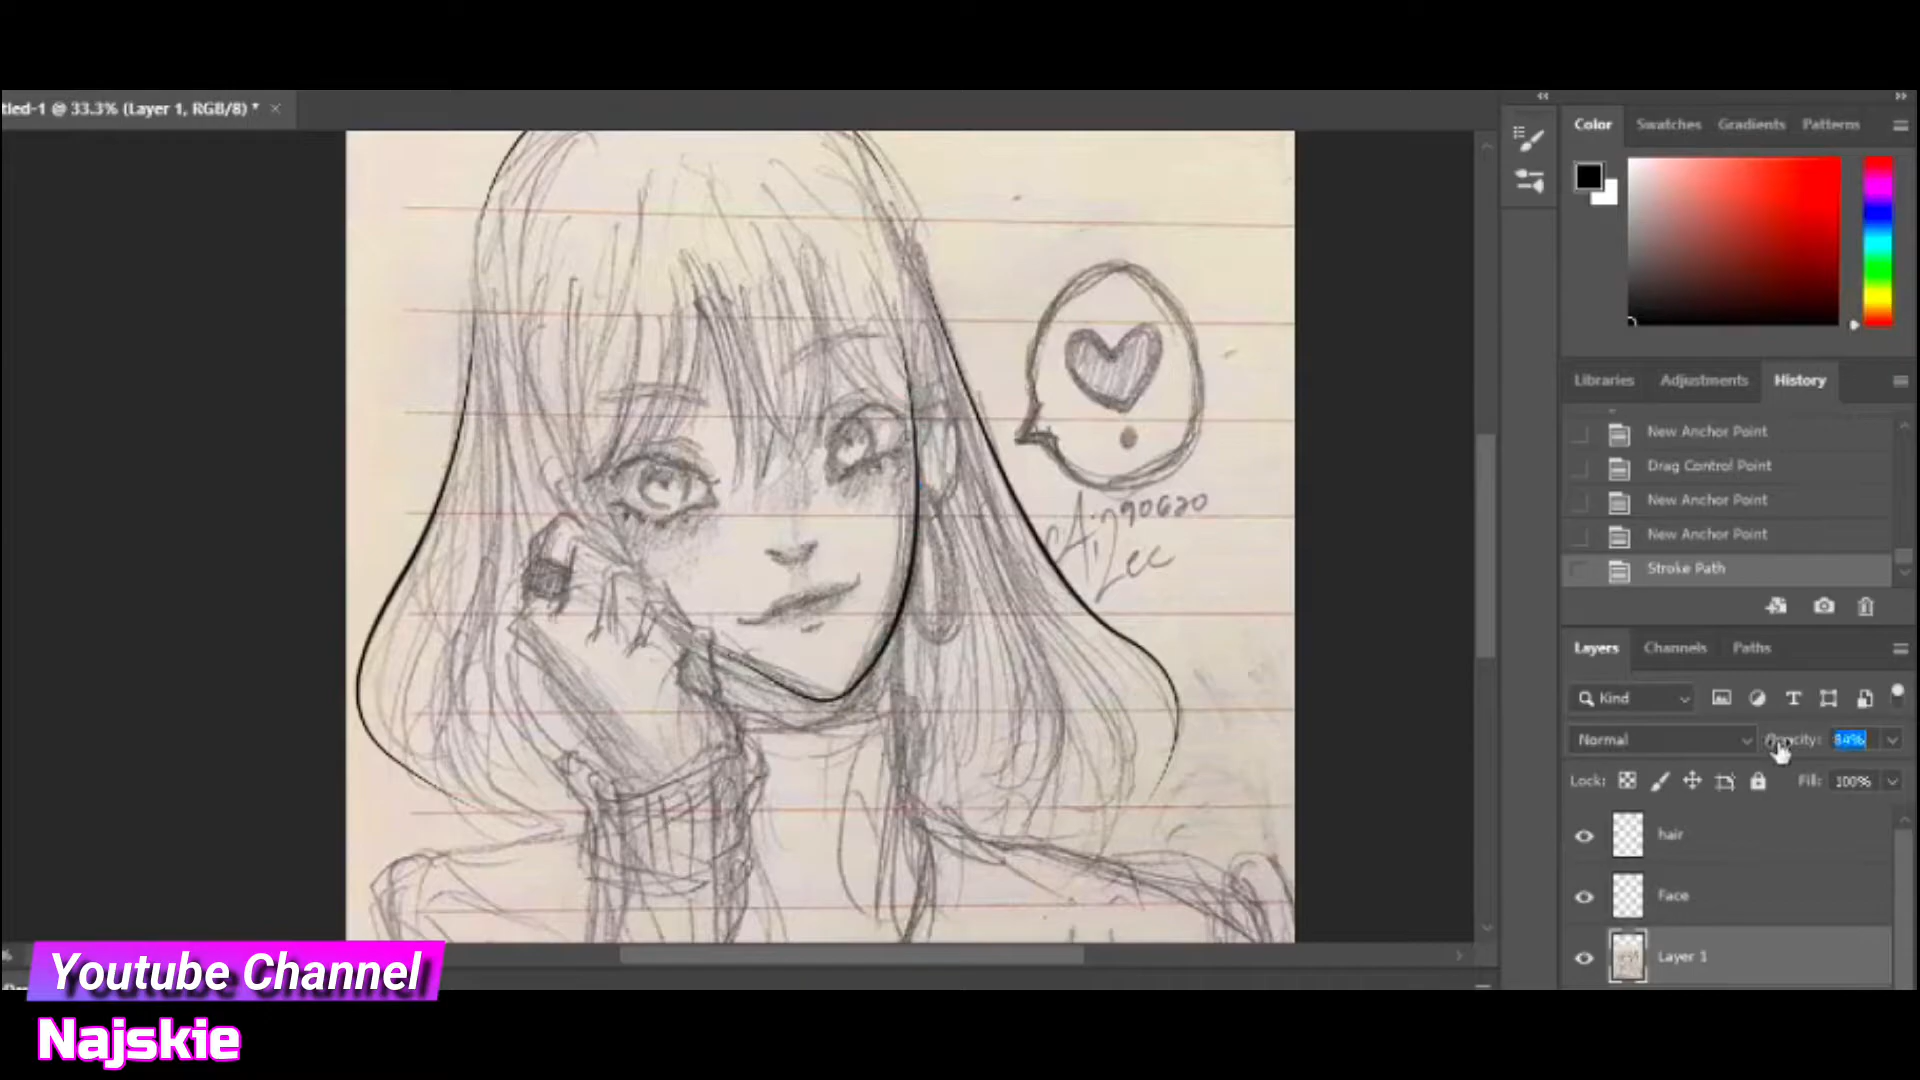 tled-1 @ 33.3% (Layer 1, RGB/8) * ×
Color Swatches Gradients Patterns
Libraries Adjustments History
New Anchor Point
Drag Control Point
New Anchor Point
New Anchor Point
Stroke Path
Layers Channels Paths
Kind
Normal Opacity: 84%
Lock: Fill: 100%
hair
Face
Layer 1
Youtube Channel
Najskie